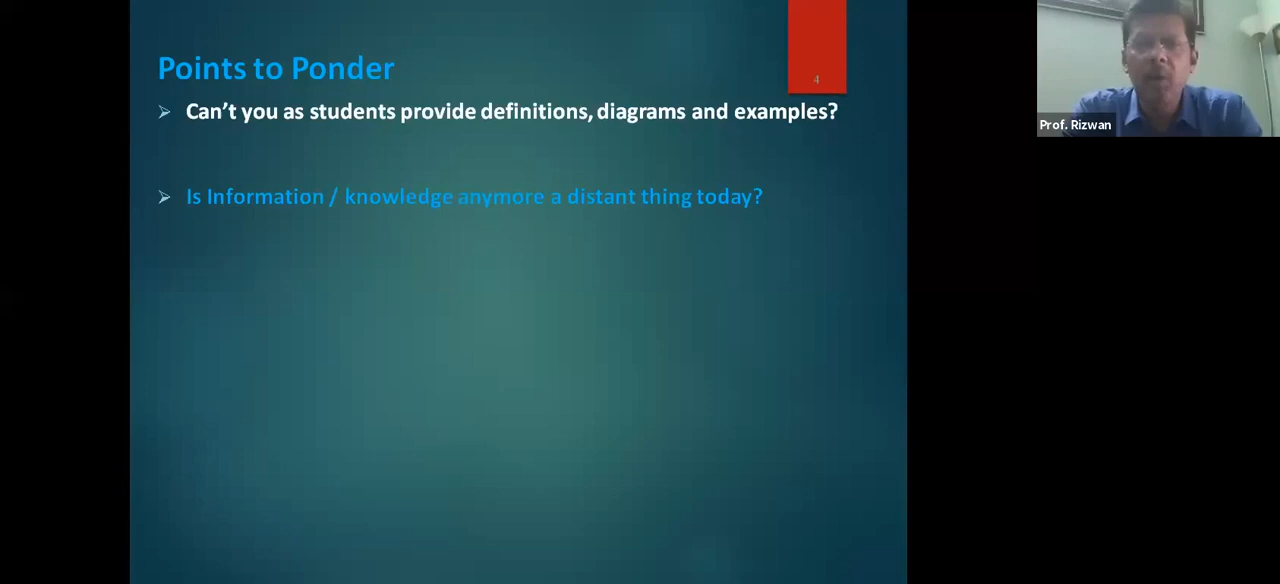 4
Points to Ponder
Can't you as students provide definitions, diagrams and examples?
Is Information / knowledge anymore a distant thing today?
Prof. Rizwan